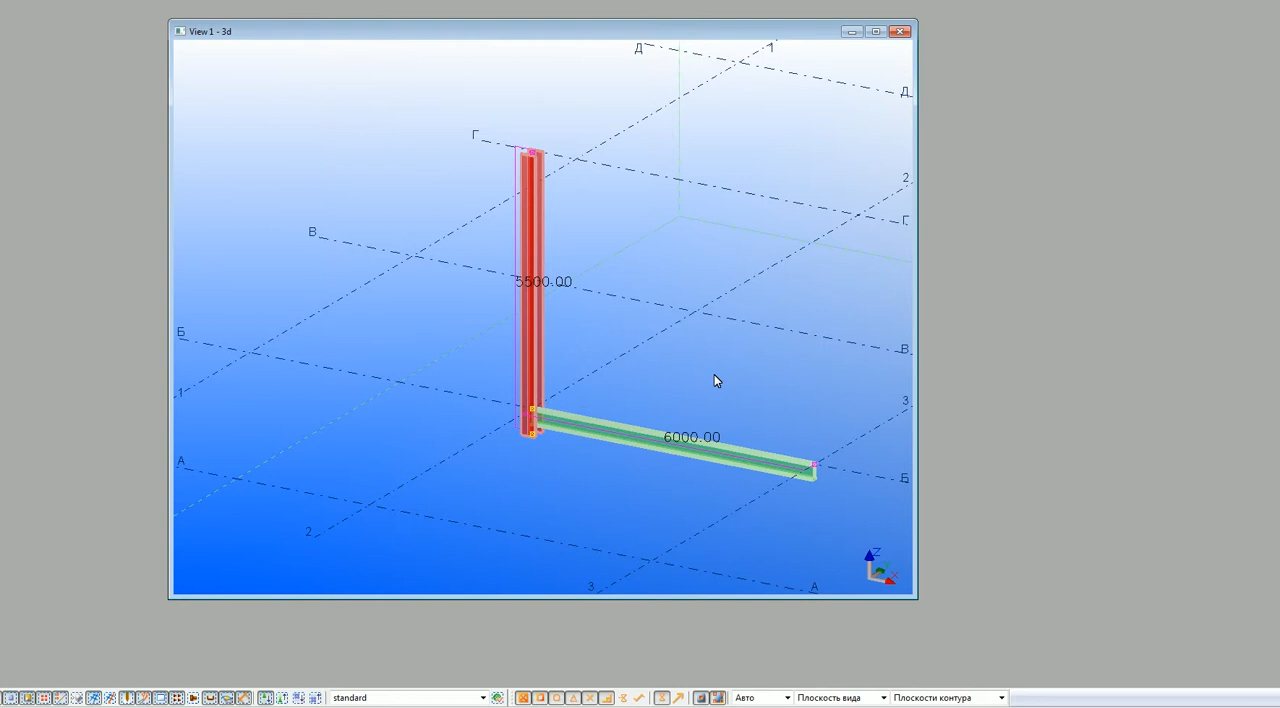 View 1 - 3d
Д
1
Д
Г
2
Г
В
5500.00
Б
В
1
3
6000.00
А
Б
2
3
А
Z
X
standard
Авто
Плоскость вида
Плоскости контура